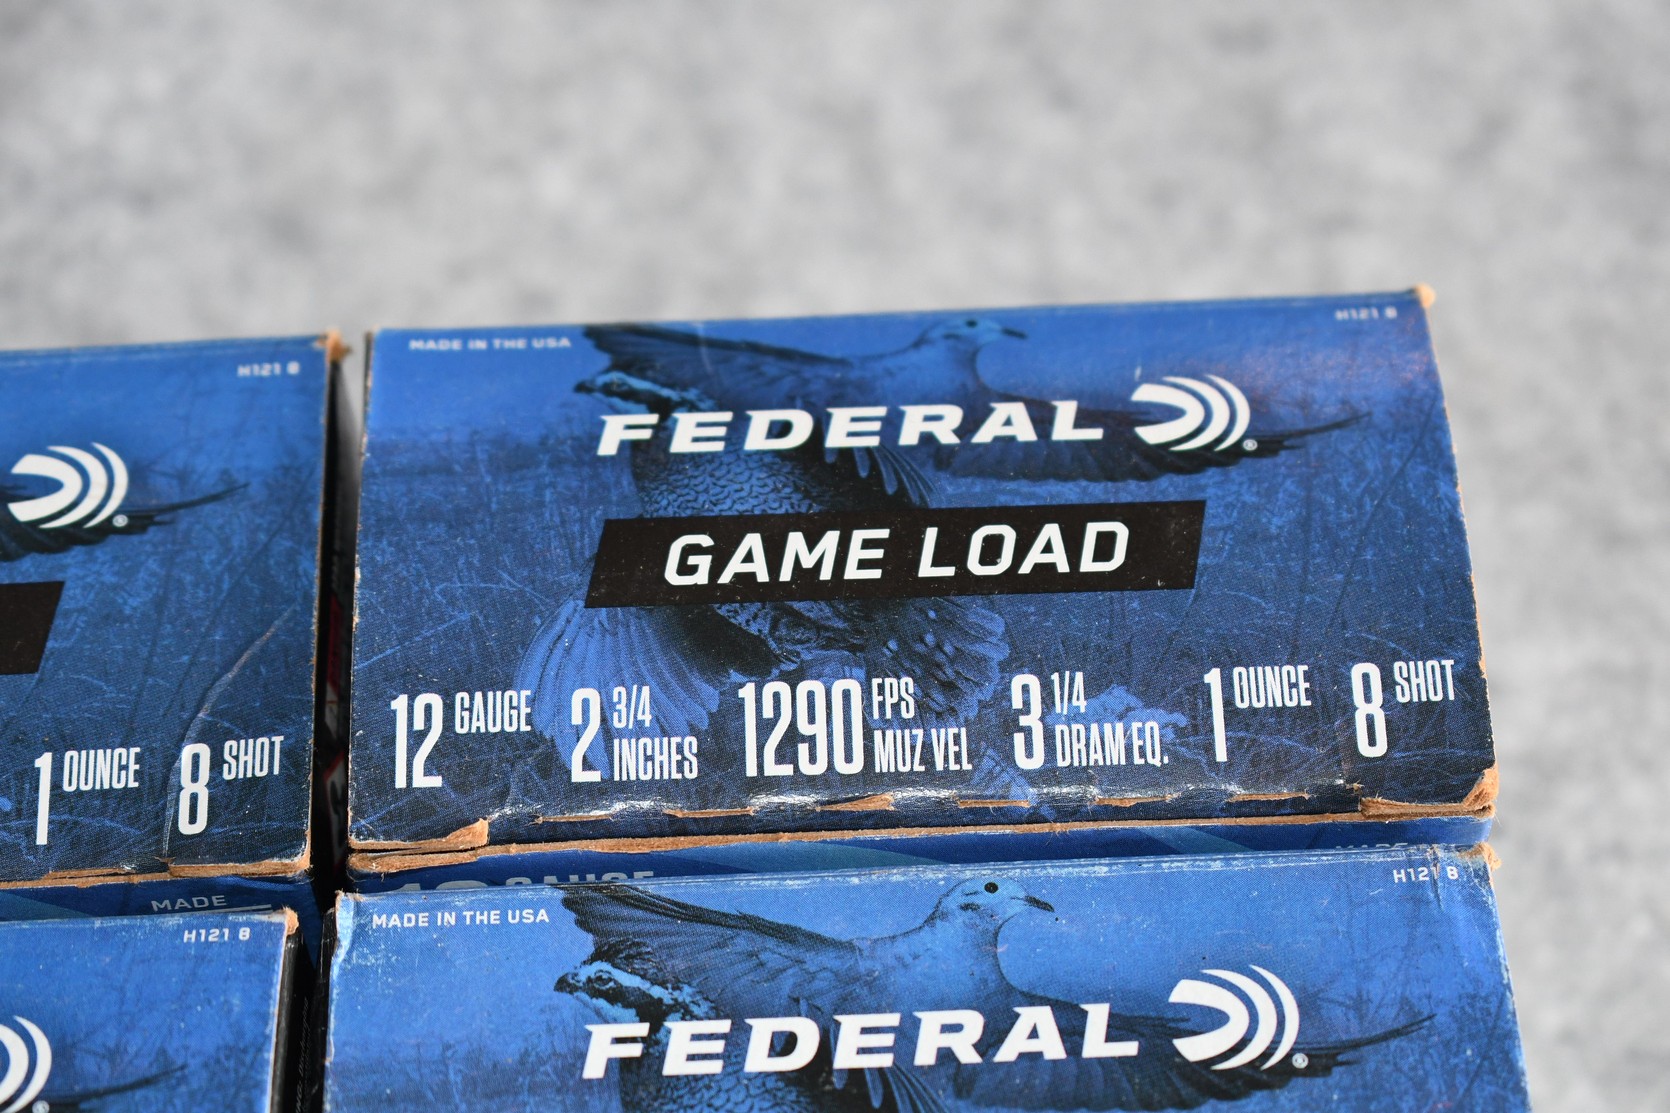 H121 8
1 OUNCE 8 SHOT
MADE IN THE USA H121 8
FEDERAL
GAME LOAD
12 GAUGE 2 3/4 INCHES 1290 FPS MUZ VEL 3 1/4 DRAM EQ. 1 OUNCE 8 SHOT
MADE
H121 8
GAUGE
MADE IN THE USA H121 8
FEDERAL